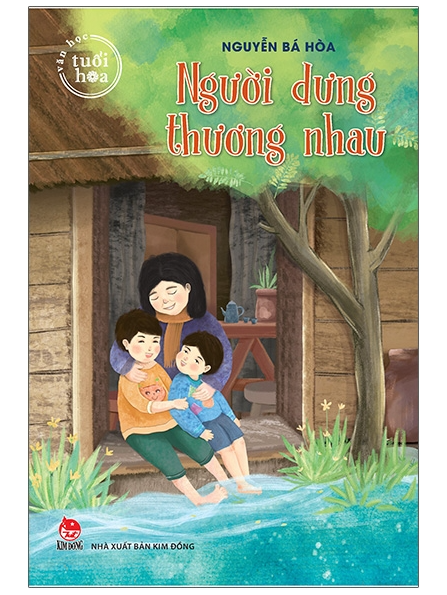 văn học
tuổi
hoa
NGUYỄN BÁ HÒA
Người dưng
thương nhau
KIM ĐỒNG
NHÀ XUẤT BẢN KIM ĐỒNG